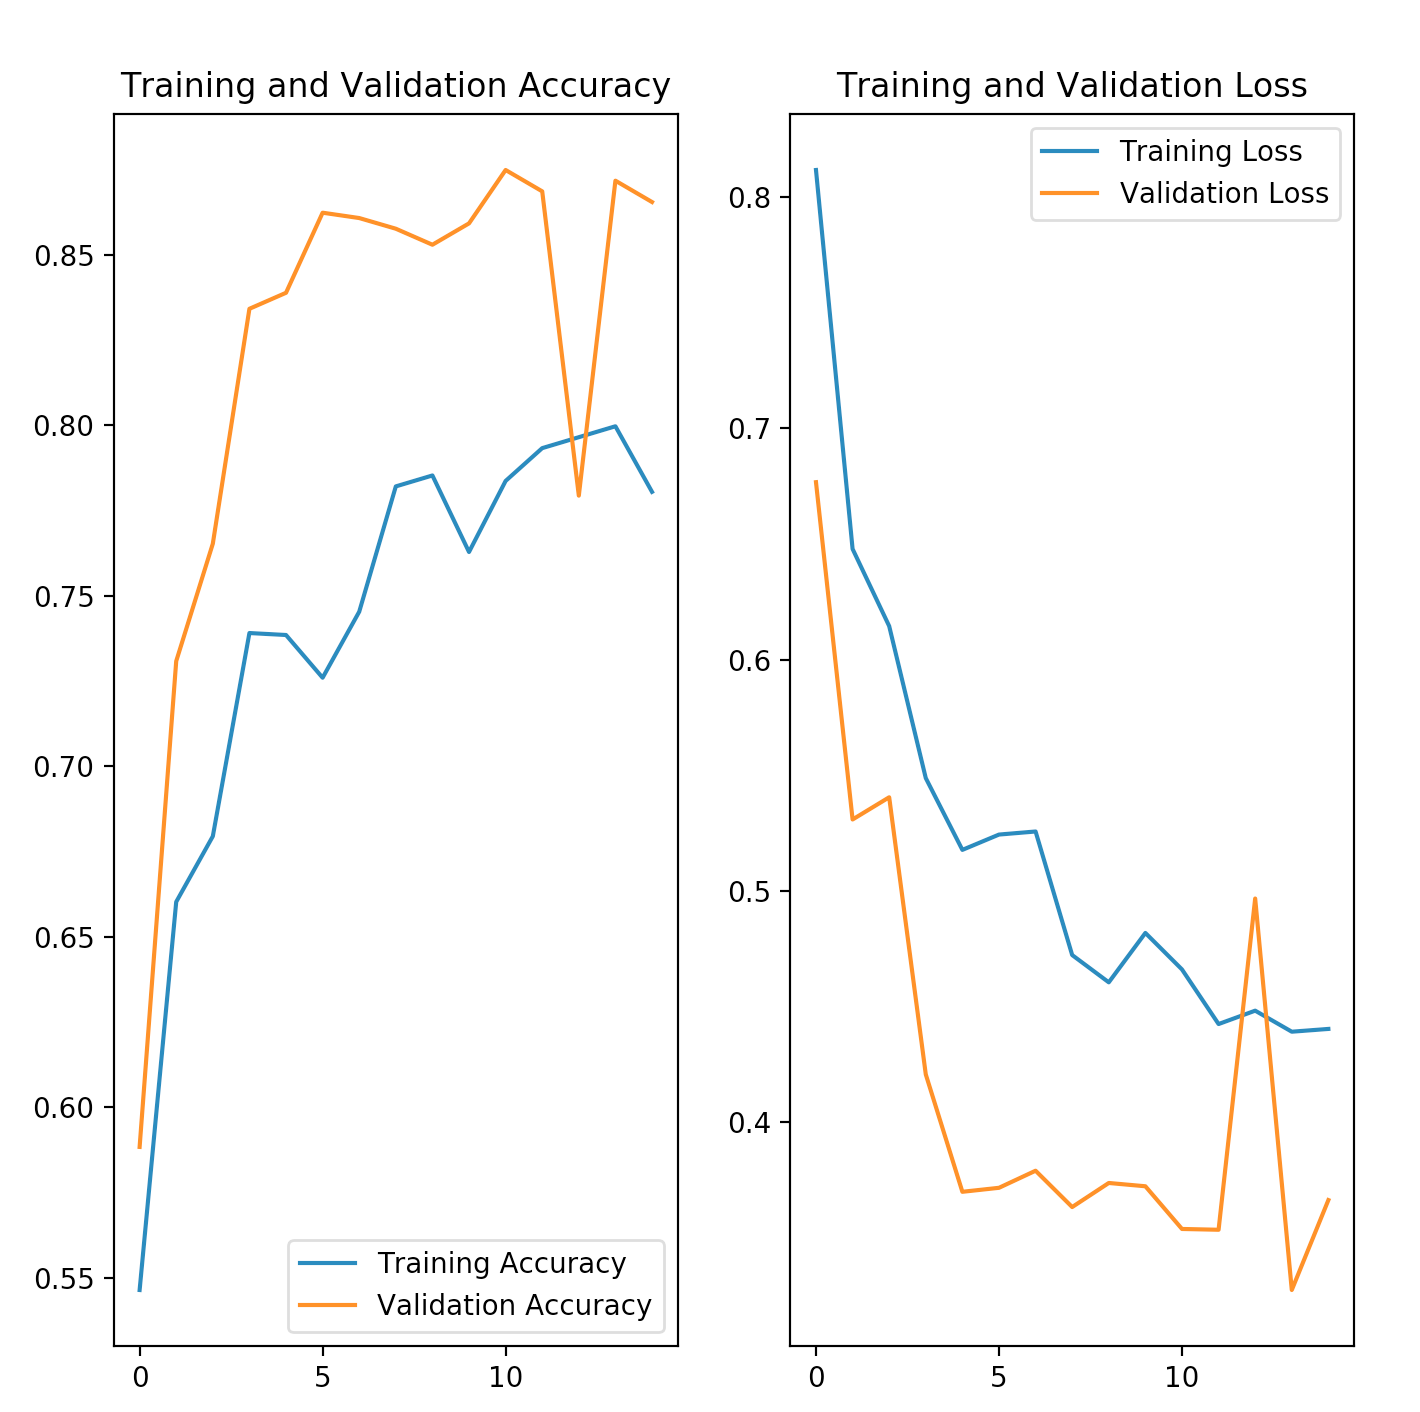 Training and Validation Accuracy
0.85
0.80
0.75
0.70
0.65
0.60
0.55
Training Accuracy
Validation Accuracy
0 5 10
Training and Validation Loss
Training Loss
Validation Loss
0.8
0.7
0.6
0.5
0.4
0 5 10